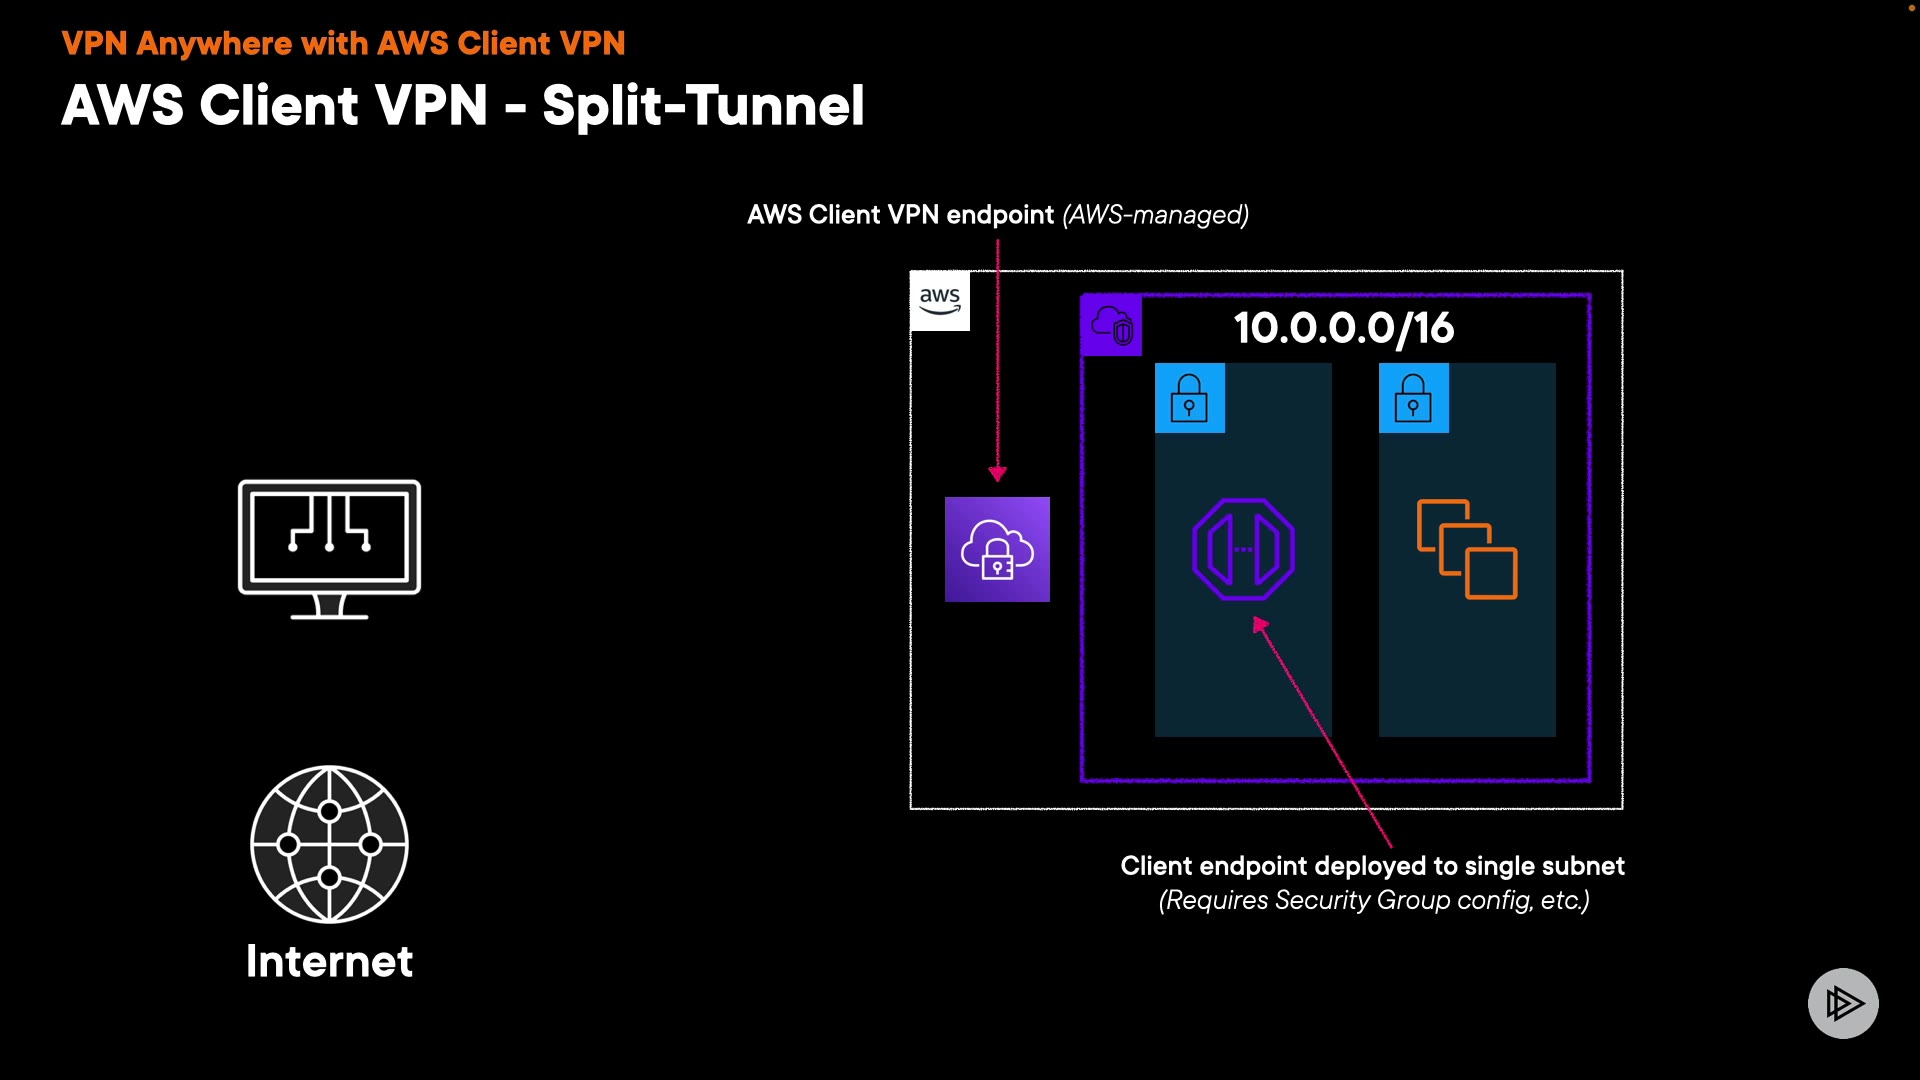 VPN Anywhere with AWS Client VPN
AWS Client VPN - Split-Tunnel
AWS Client VPN endpoint (AWS-managed)
aws
10.0.0.0/16
Client endpoint deployed to single subnet
(Requires Security Group config, etc.)
Internet